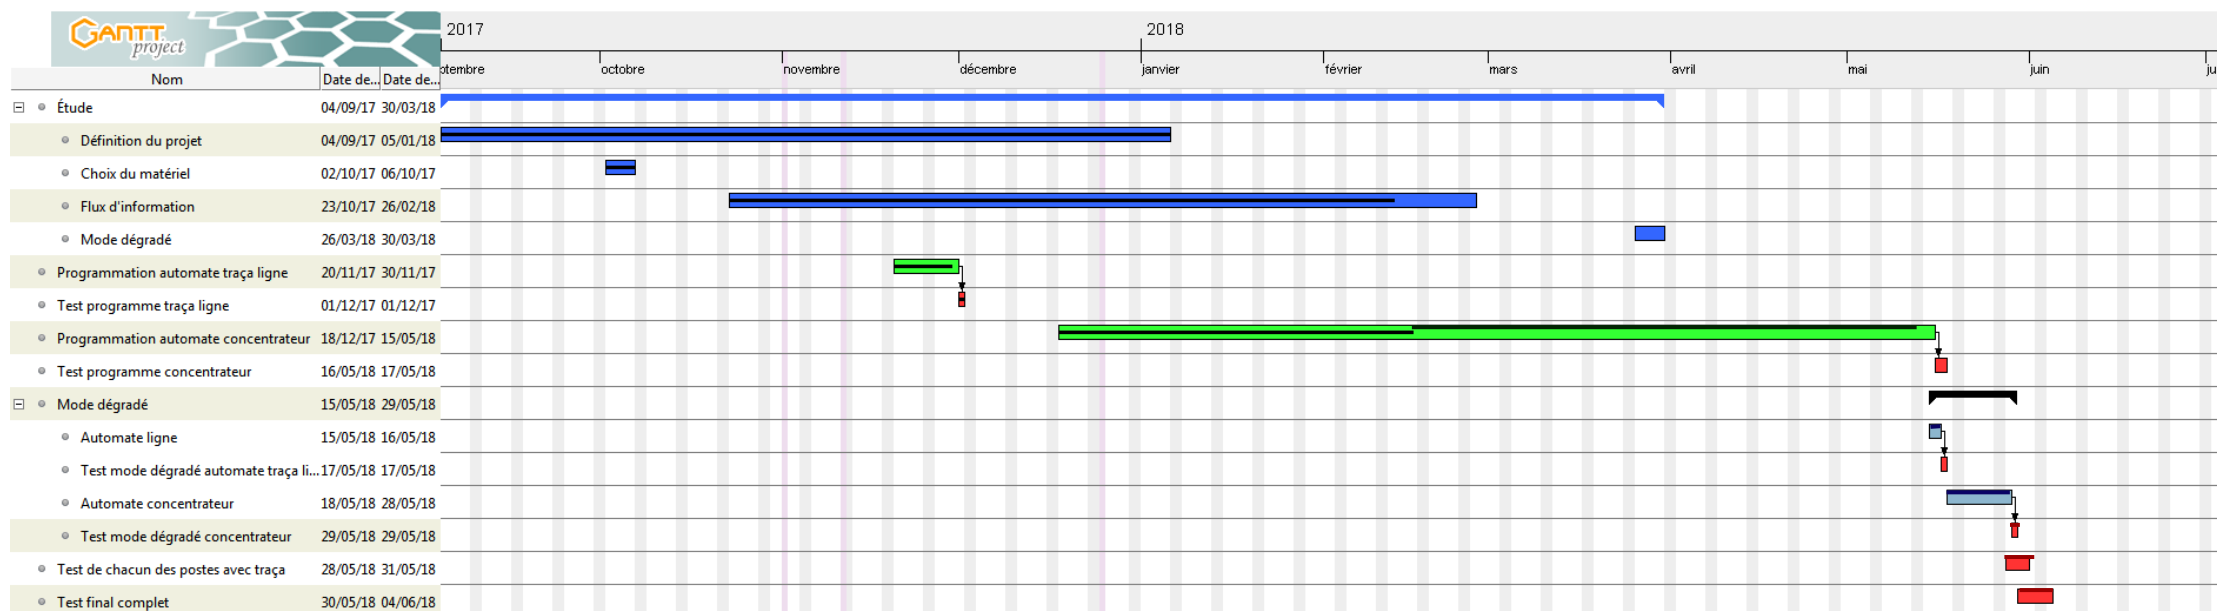 GANTT
project
2017 2018
Nom Date de... Date de... otembre octobre novembre décembre janvier février mars avril mai juin ju
Étude 04/09/17 30/03/18
Définition du projet 04/09/17 05/01/18
Choix du matériel 02/10/17 06/10/17
Flux d'information 23/10/17 26/02/18
Mode dégradé 26/03/18 30/03/18
Programmation automate traça ligne 20/11/17 30/11/17
Test programme traça ligne 01/12/17 01/12/17
Programmation automate concentrateur 18/12/17 15/05/18
Test programme concentrateur 16/05/18 17/05/18
Mode dégradé 15/05/18 29/05/18
Automate ligne 15/05/18 16/05/18
Test mode dégradé automate traça li... 17/05/18 17/05/18
Automate concentrateur 18/05/18 28/05/18
Test mode dégradé concentrateur 29/05/18 29/05/18
Test de chacun des postes avec traça 28/05/18 31/05/18
Test final complet 30/05/18 04/06/18